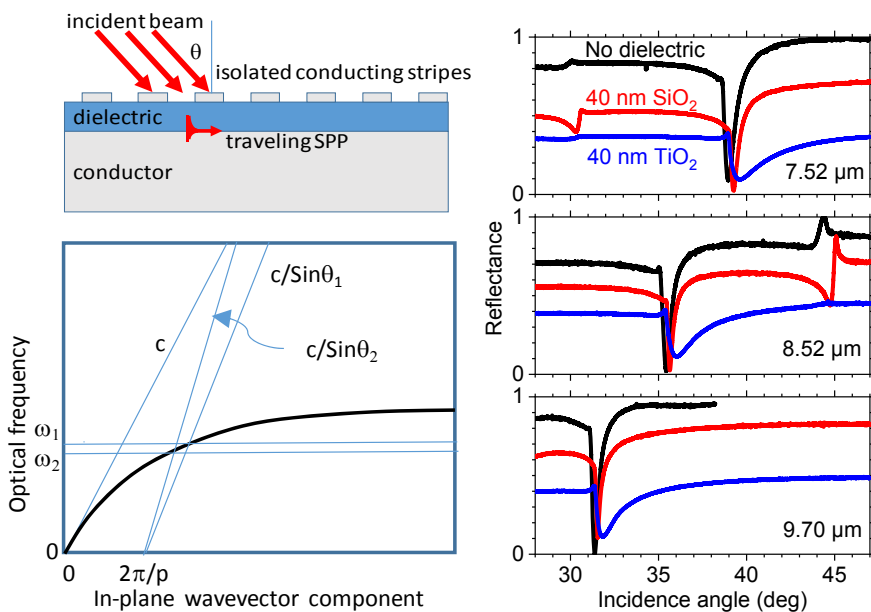 incident beam
θ
isolated conducting stripes
dielectric
traveling SPP
conductor
c/Sinθ₁
c
c/Sinθ₂
Optical frequency
ω₁
ω₂
0
0
2π/p
In-plane wavevector component
1
No dielectric
40 nm SiO₂
40 nm TiO₂
7.52 µm
0
1
Reflectance
8.52 µm
0
1
9.70 µm
0
30 35 40 45
Incidence angle (deg)